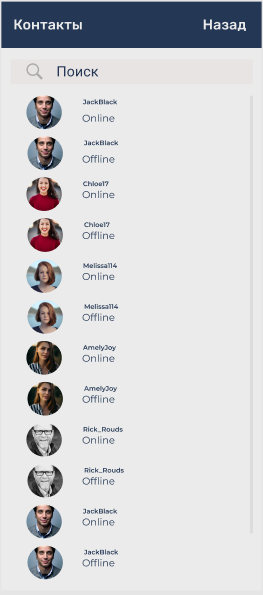 Контакты Назад
Поиск
JackBlack
Online
JackBlack
Offline
Chloe17
Online
Chloe17
Offline
Melissa114
Online
Melissa114
Offline
AmelyJoy
Online
AmelyJoy
Offline
Rick_Rouds
Online
Rick_Rouds
Offline
JackBlack
Online
JackBlack
Offline